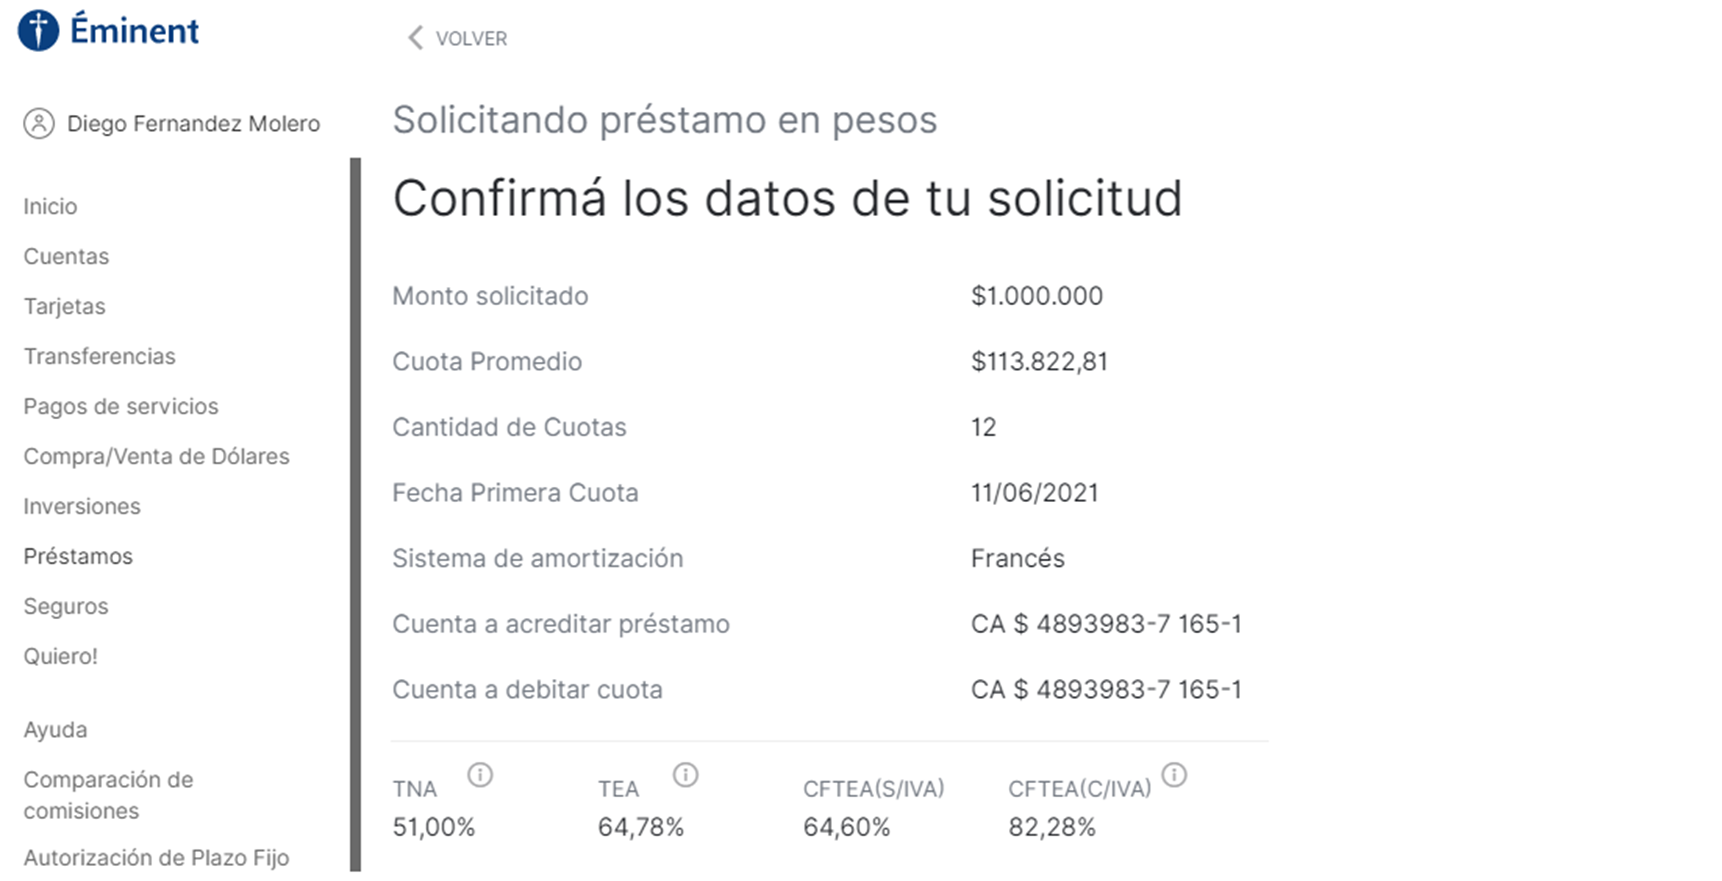 Éminent
VOLVER
Diego Fernandez Molero
Inicio
Cuentas
Tarjetas
Transferencias
Pagos de servicios
Compra/Venta de Dólares
Inversiones
Préstamos
Seguros
Quiero!
Ayuda
Comparación de
comisiones
Autorización de Plazo Fijo
Solicitando préstamo en pesos
Confirmá los datos de tu solicitud
Monto solicitado $1.000.000
Cuota Promedio $113.822,81
Cantidad de Cuotas 12
Fecha Primera Cuota 11/06/2021
Sistema de amortización Francés
Cuenta a acreditar préstamo CA $ 4893983-7 165-1
Cuenta a debitar cuota CA $ 4893983-7 165-1
TNA TEA CFTEA(S/IVA) CFTEA(C/IVA)
51,00% 64,78% 64,60% 82,28%